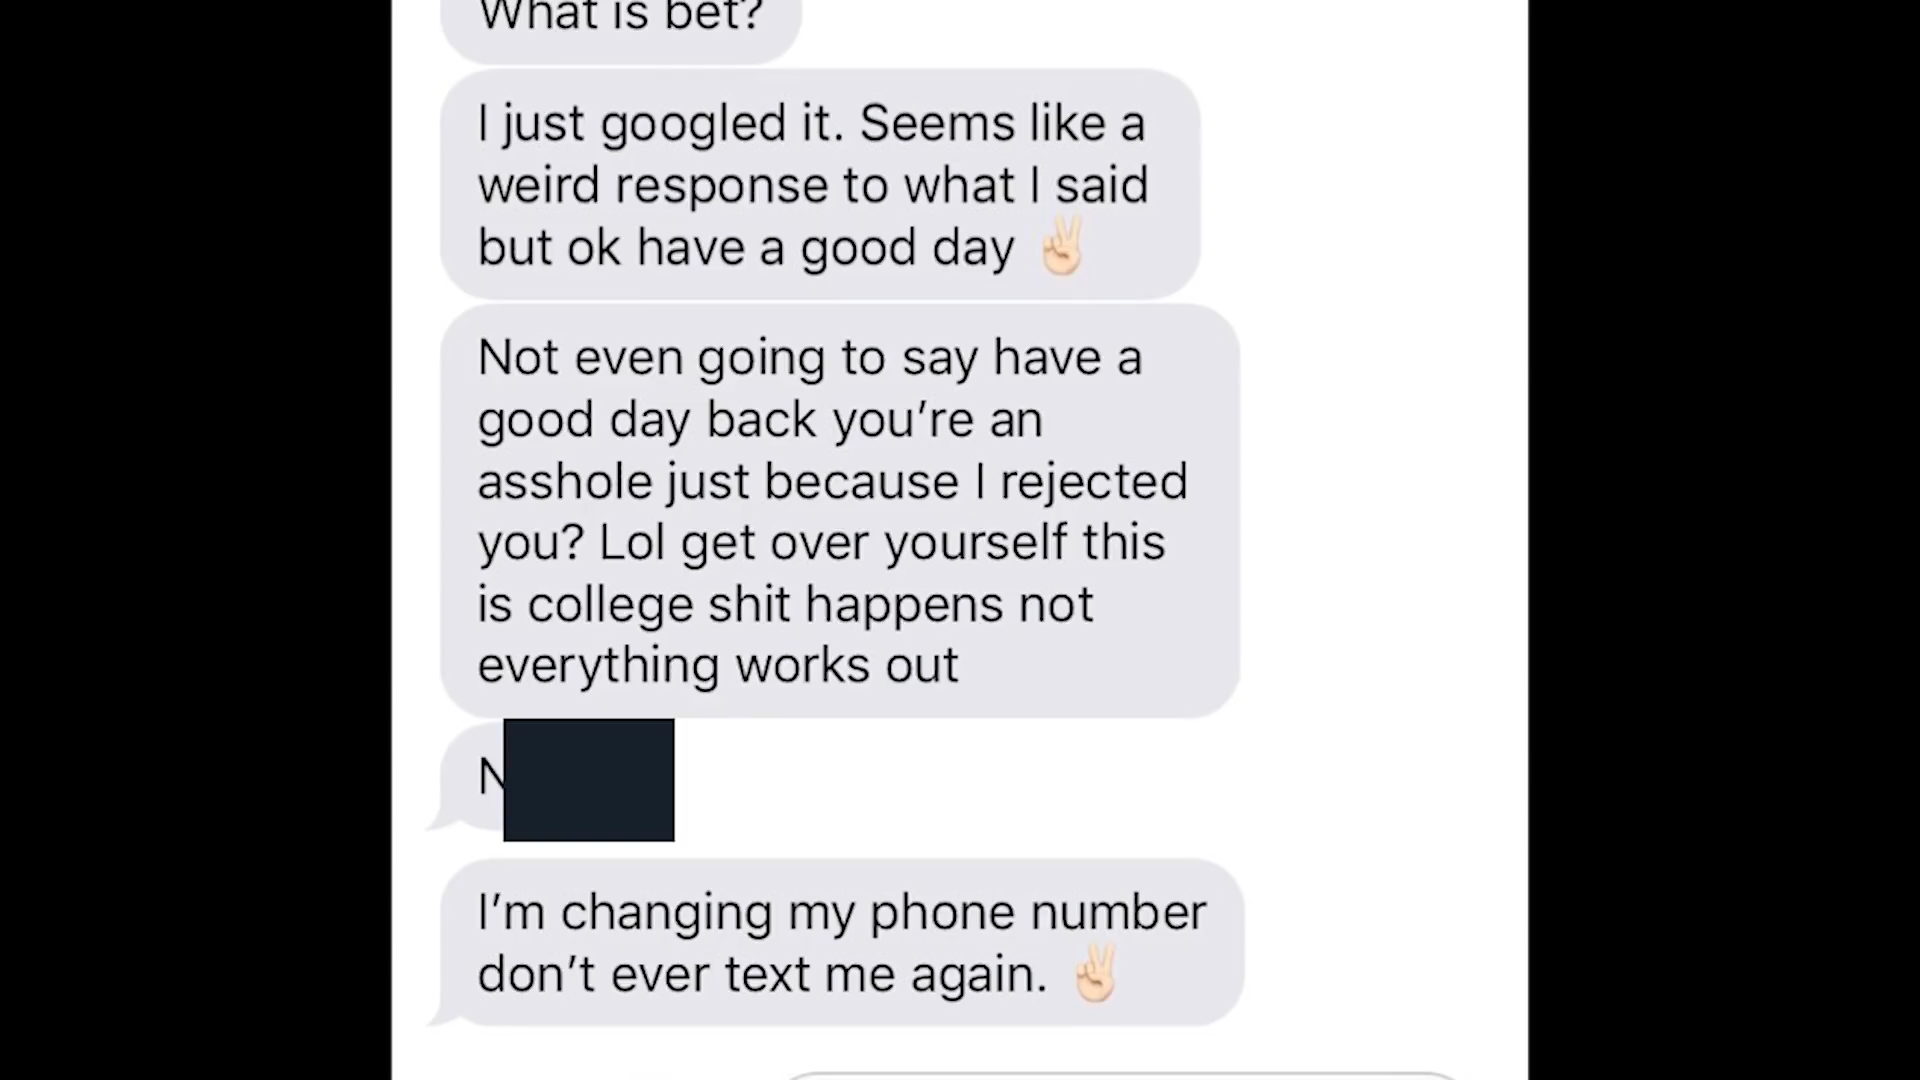 What is bet?
I just googled it. Seems like a
weird response to what I said
but ok have a good day ✌🏻
Not even going to say have a
good day back you’re an
asshole just because I rejected
you? Lol get over yourself this
is college shit happens not
everything works out
I’m changing my phone number
don’t ever text me again. ✌🏻